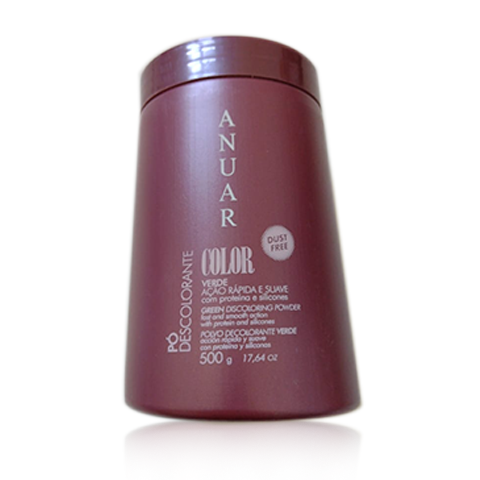 ANUAR
DUST
FREE
COLOR
PÓ
DESCOLORANTE
VERDE
AÇÃO RÁPIDA E SUAVE
com proteína e silicones
GREEN DISCOLORING POWDER
fast and smooth action
with protein and silicones
POLVO DECOLORANTE VERDE
acción rápida y suave
con proteína y siliconas
500 g 17,64 oz